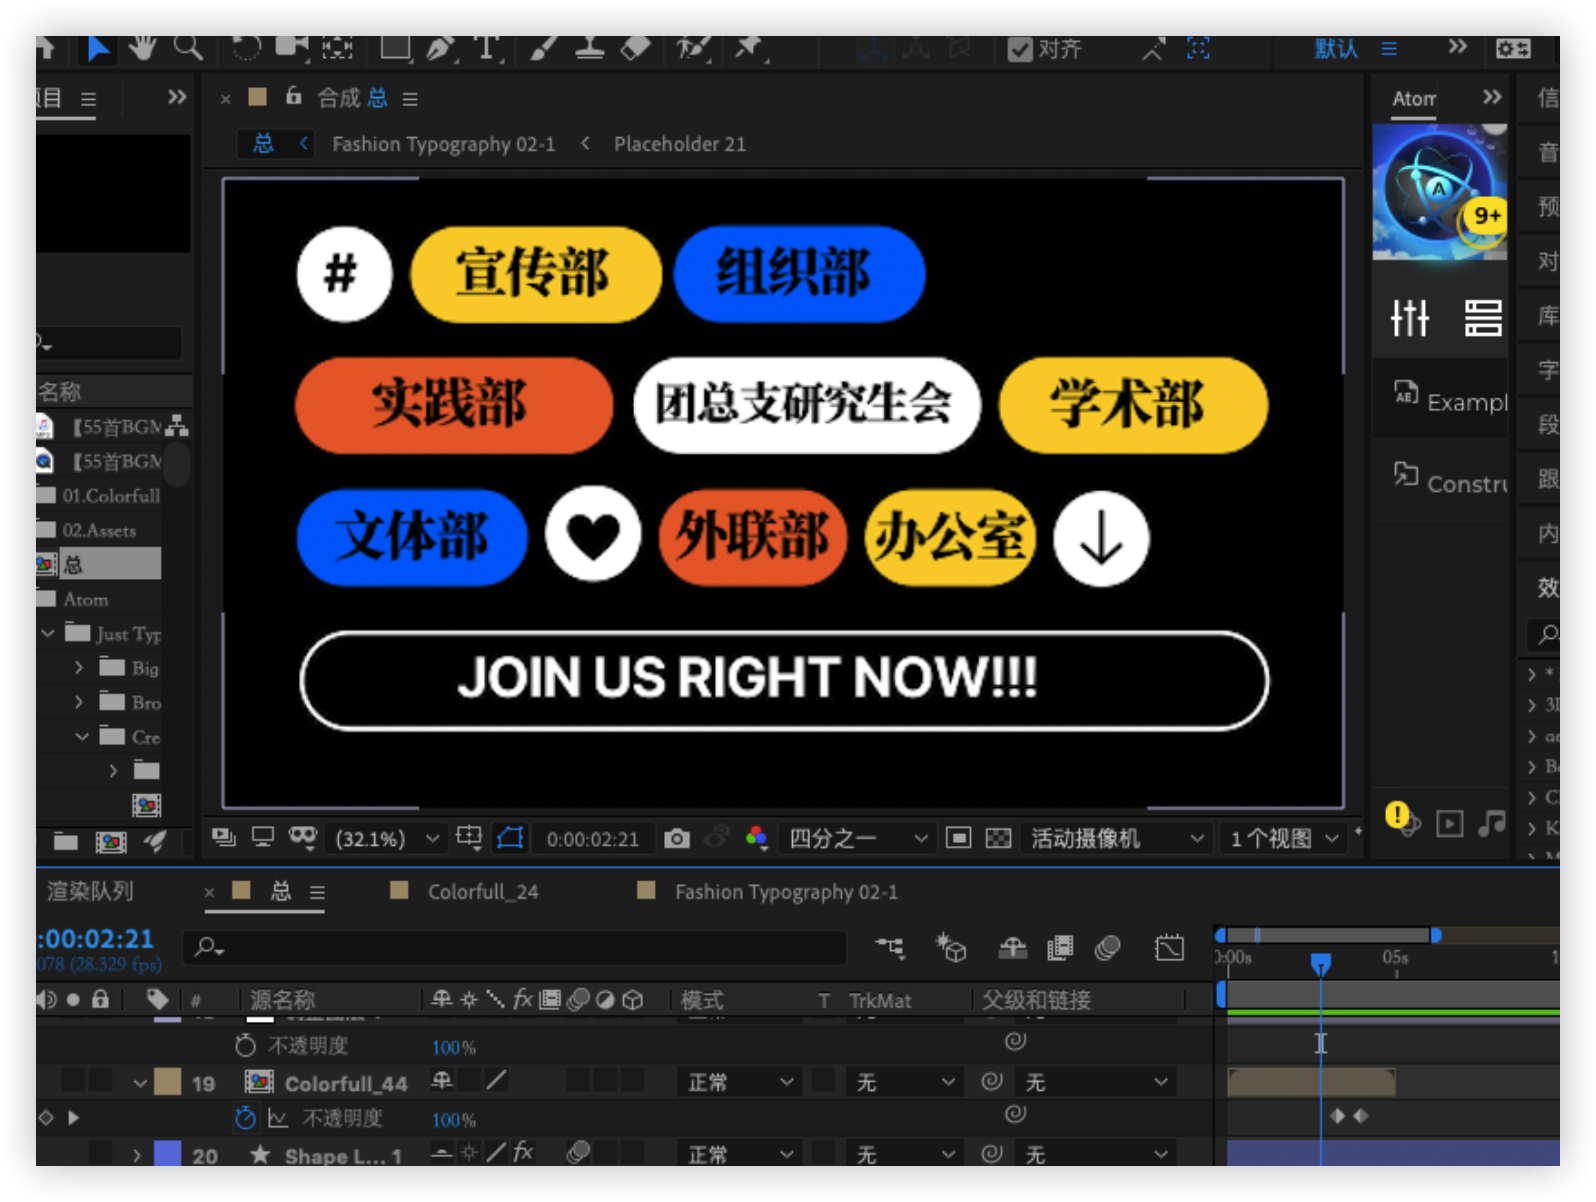 对齐
默认
项目
合成 总
Atom
信
总
Fashion Typography 02-1
Placeholder 21
音
9+
预
# 宣传部 组织部
对
库
实践部 团总支研究生会 学术部
字
名称
AE
Exampl
段
【55首BGM
【55首BGM
Constru
跟
01.Colorfull
02.Assets
文体部 外联部 办公室
内
总
效
Atom
Just Typ
Big
JOIN US RIGHT NOW!!!
Bro
3D
Cre
(32.1%)
0:00:02:21
四分之一
活动摄像机
1 个视图
渲染队列
总
Colorfull_24
Fashion Typography 02-1
:00:02:21
078 (28.329 fps)
0:00s
05s
#
源名称
fx
模式
T TrkMat
父级和链接
不透明度
100%
19
Colorfull_44
正常
无
无
不透明度
100%
20
Shape L... 1
fx
正常
无
无